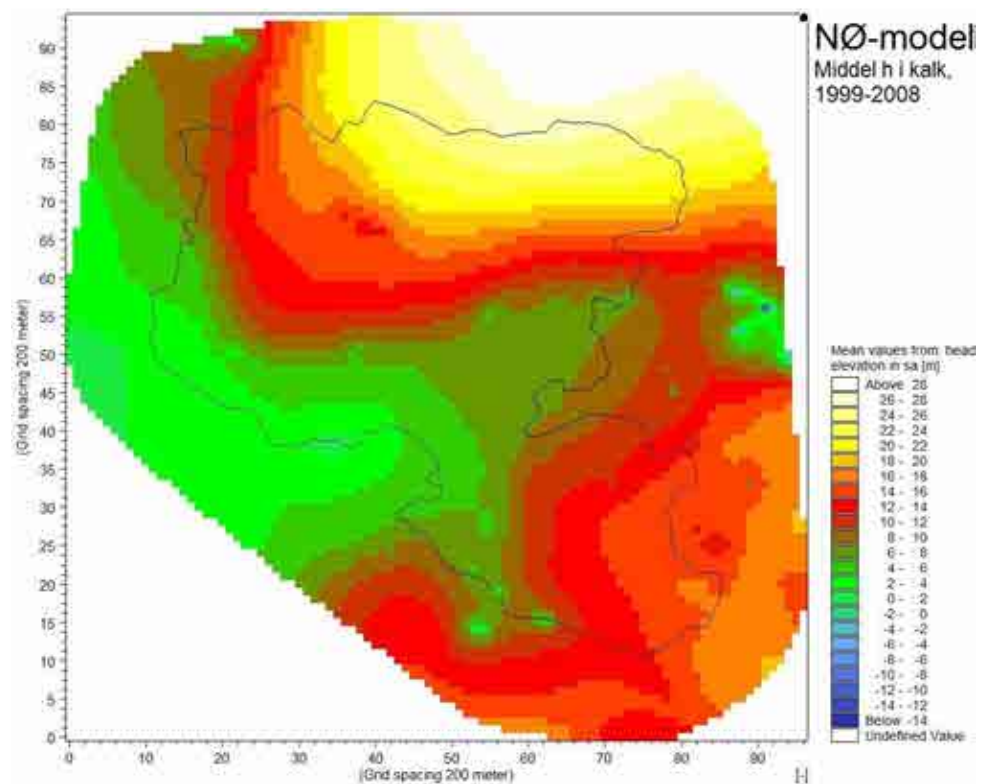 NØ-model
Middel h i kalk,
1999-2008
90
85
80
75
70
65
60
55
50
45
40
35
30
25
20
15
10
5
0
(Grid spacing 200 meter)
0 10 20 30 40 50 60 70 80 90
(Grid spacing 200 meter)
[-]
Mean values from: head
elevation in sa [m]
Above 28
26 - 28
24 - 26
22 - 24
20 - 22
18 - 20
16 - 18
14 - 16
12 - 14
10 - 12
8 - 10
6 - 8
4 - 6
2 - 4
0 - 2
-2 - 0
-4 - -2
-6 - -4
-8 - -6
-10 - -8
-12 - -10
-14 - -12
Below -14
Undefined Value